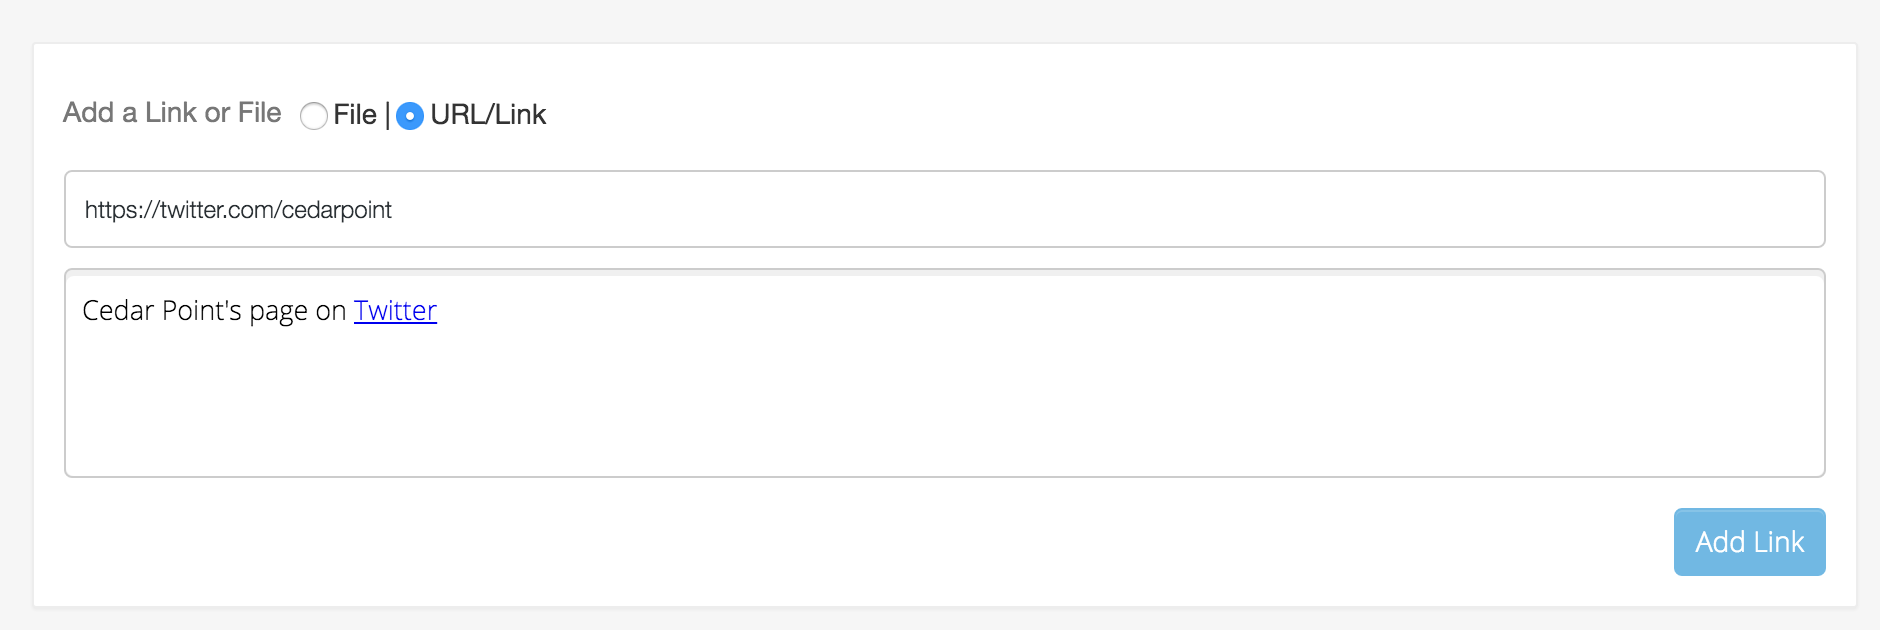 Add a Link or File File | URL/Link
https://twitter.com/cedarpoint
Cedar Point's page on Twitter
Add Link